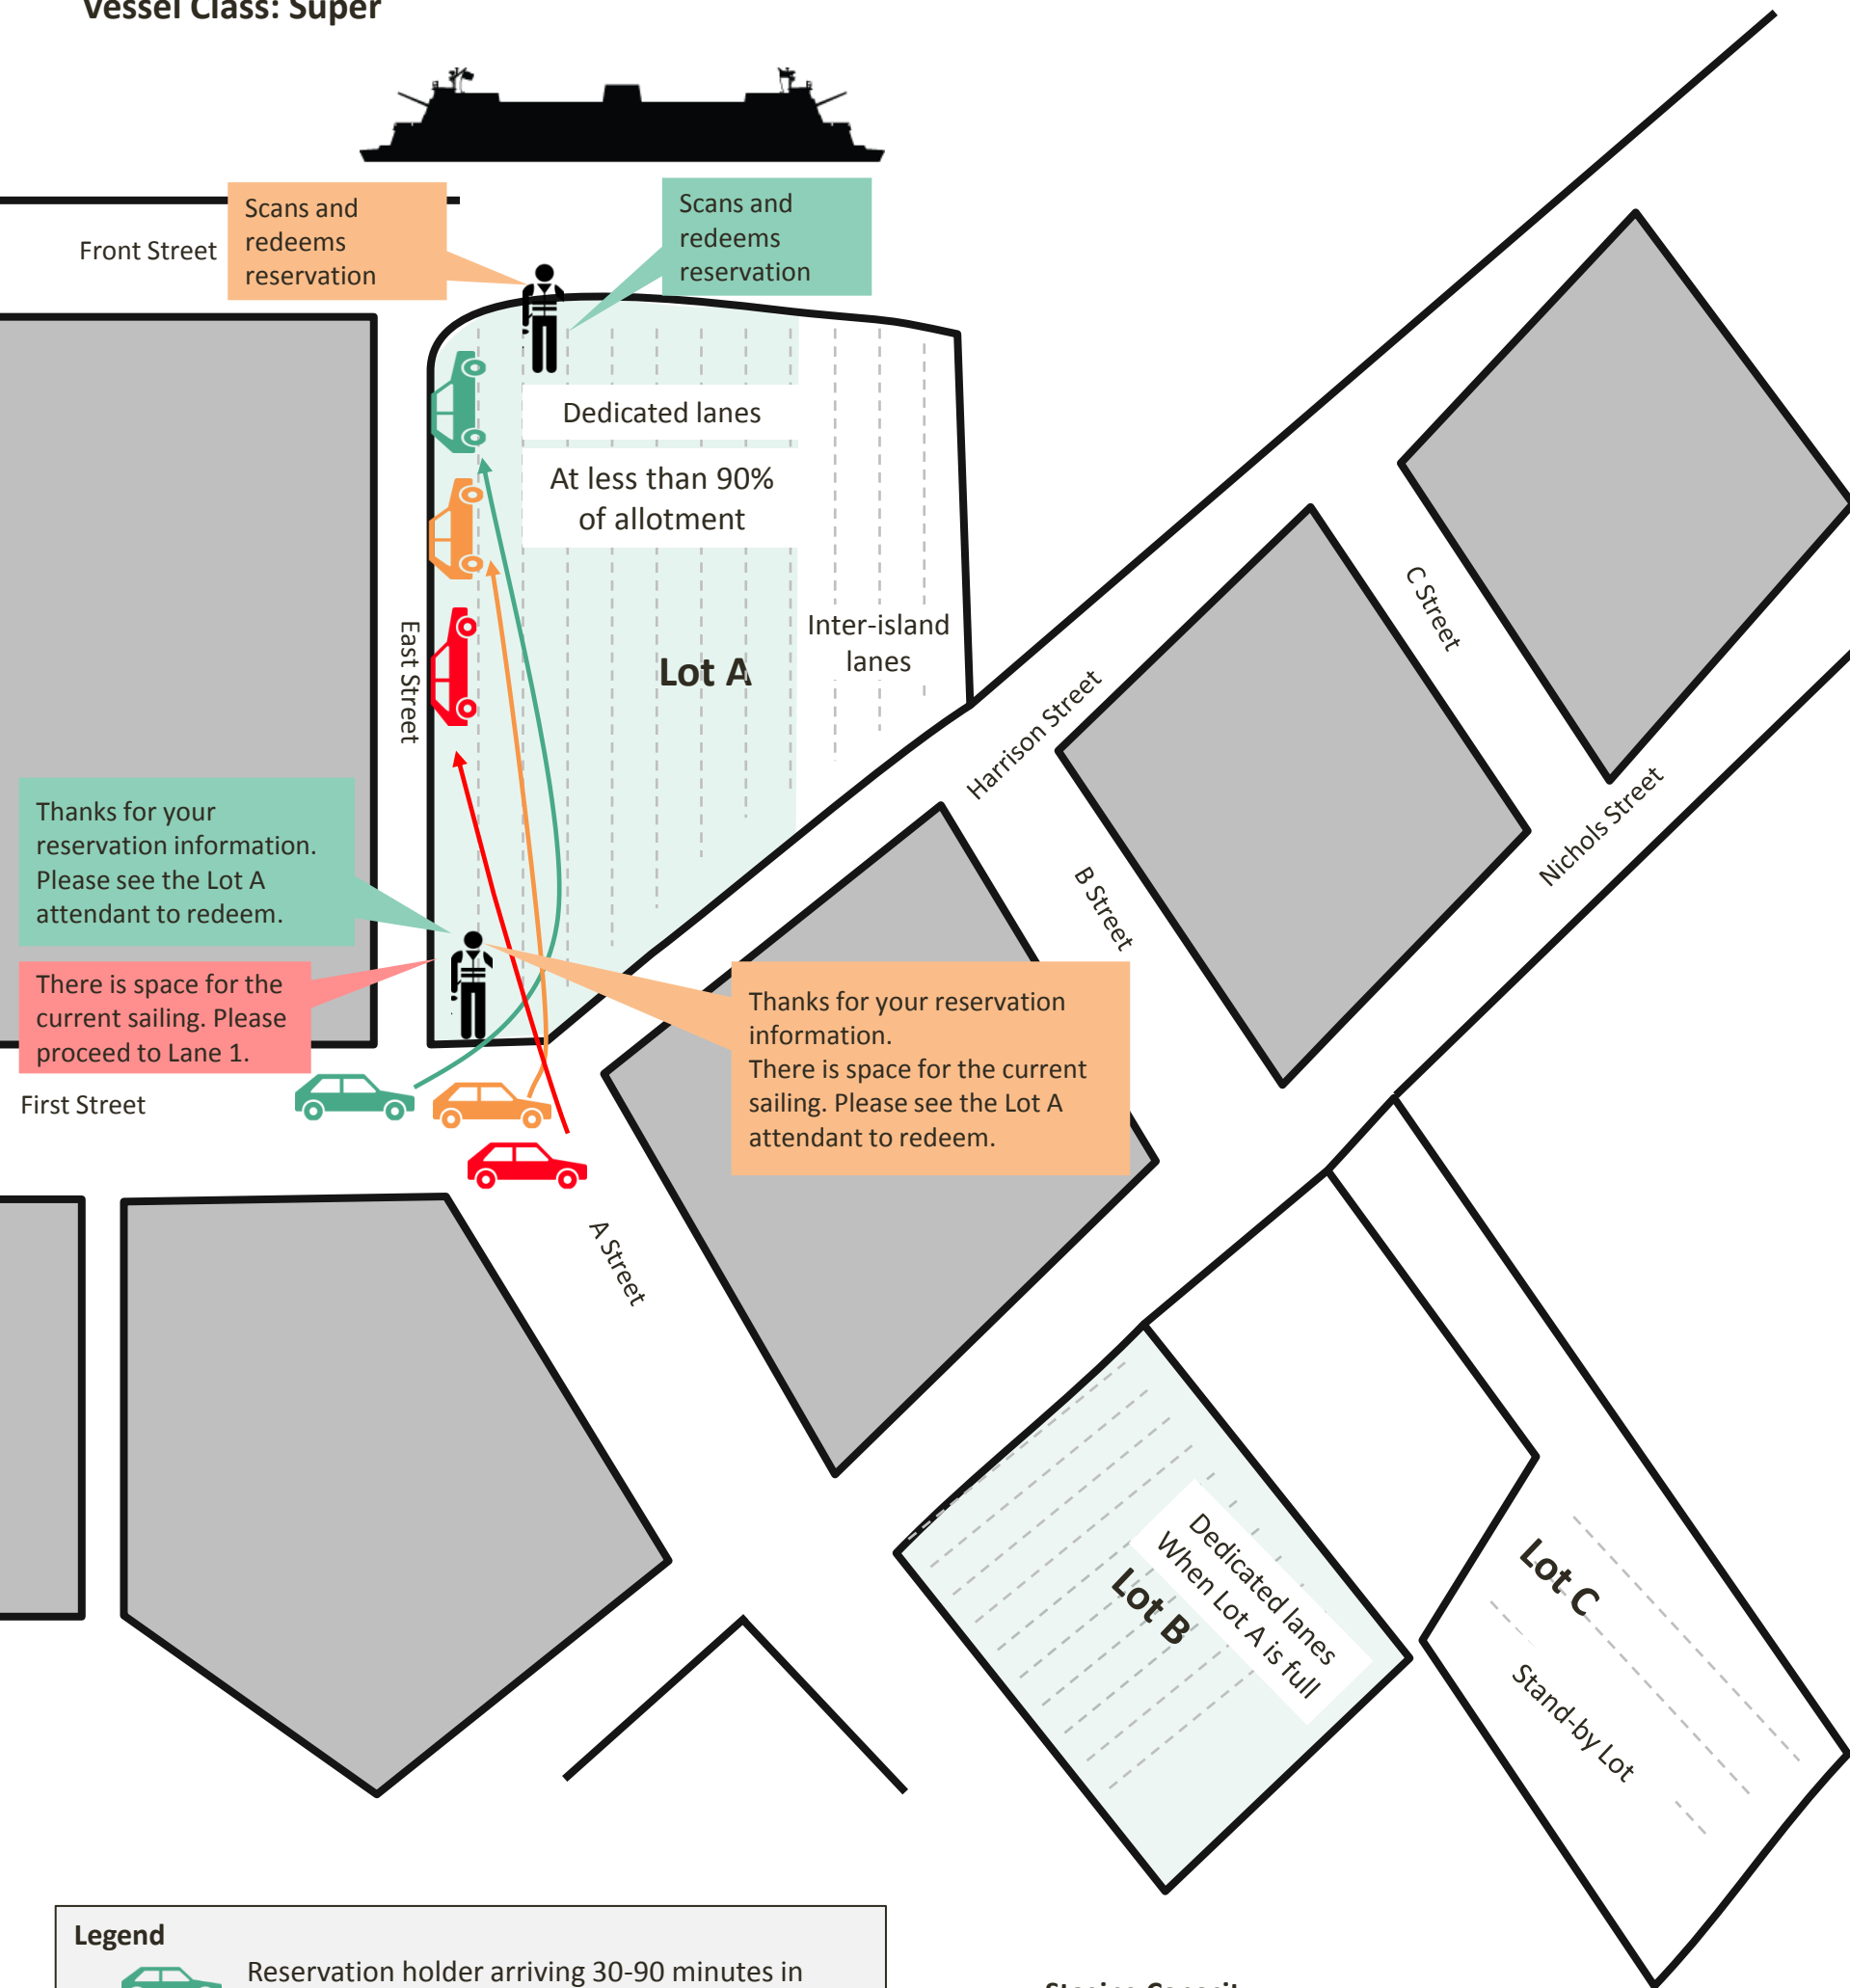 Vessel Class: Super
Scans and
redeems
reservation
Scans and
redeems
reservation
Front Street
Dedicated lanes
At less than 90%
of allotment
East Street
Inter-island
lanes
Lot A
C Street
Harrison Street
Thanks for your
reservation information.
Please see the Lot A
attendant to redeem.
Nichols Street
B Street
There is space for the
current sailing. Please
proceed to Lane 1.
Thanks for your reservation
information.
There is space for the current
sailing. Please see the Lot A
attendant to redeem.
First Street
A Street
Dedicated lanes
When Lot A is full
Lot B
Lot C
Stand-by Lot
Legend
Reservation holder arriving 30-90 minutes in